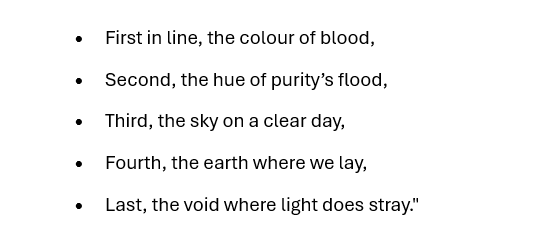 • First in line, the colour of blood,
• Second, the hue of purity’s flood,
• Third, the sky on a clear day,
• Fourth, the earth where we lay,
• Last, the void where light does stray."